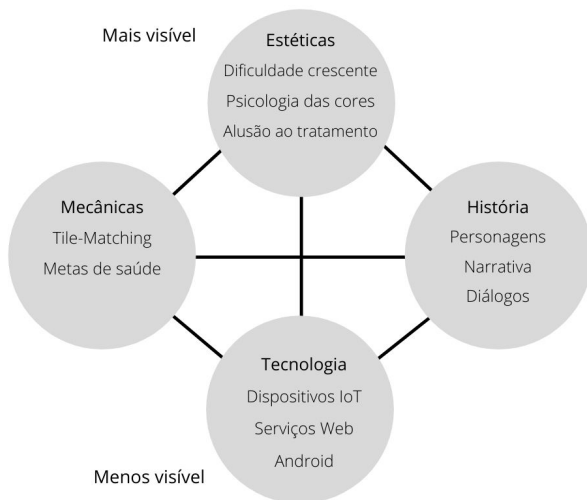 Mais visível
Estéticas
Dificuldade crescente
Psicologia das cores
Alusão ao tratamento
Mecânicas
Tile-Matching
Metas de saúde
História
Personagens
Narrativa
Diálogos
Tecnologia
Dispositivos IoT
Serviços Web
Android
Menos visível